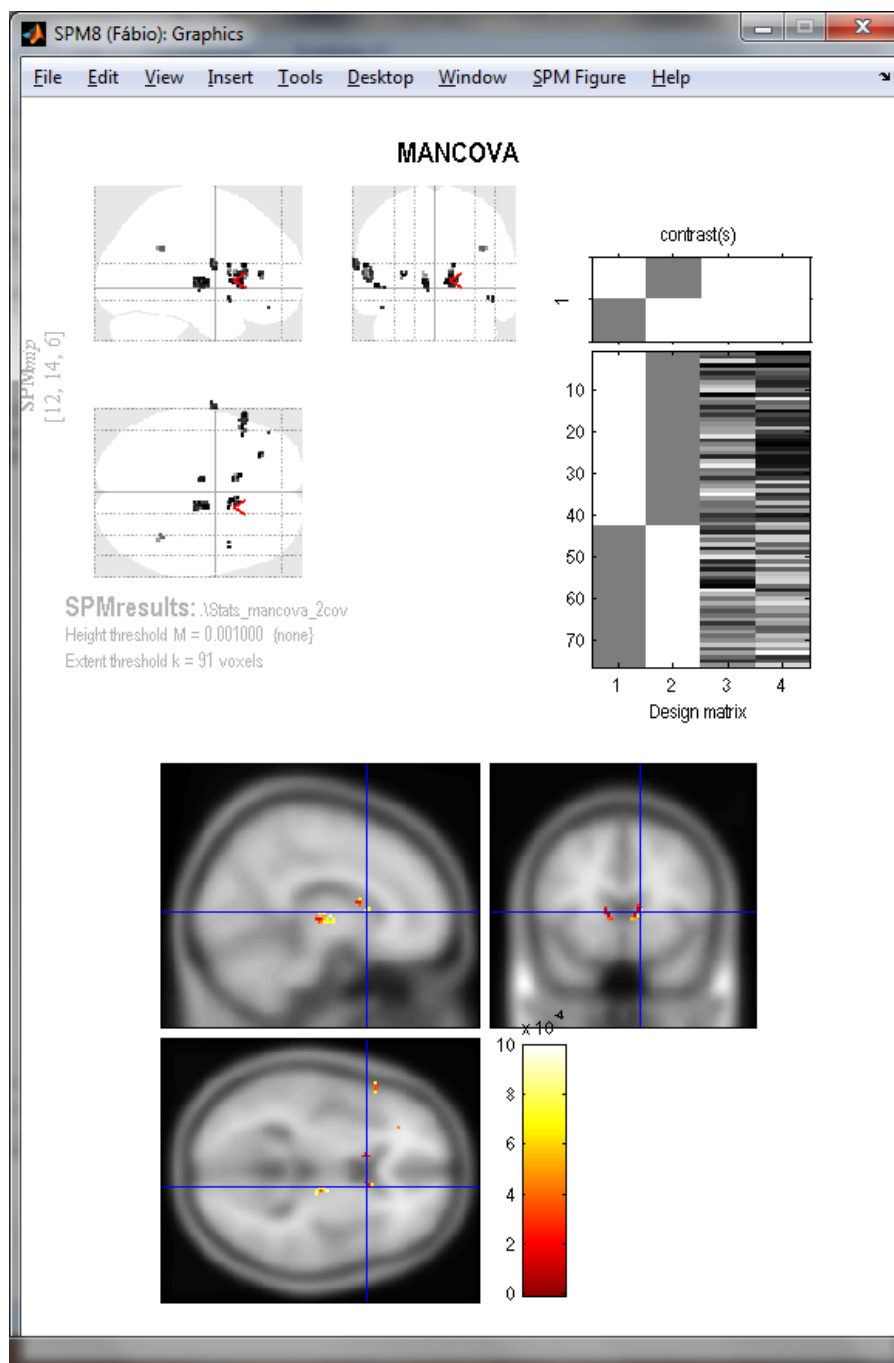 SPM8 (Fábio): Graphics
File Edit View Insert Tools Desktop Window SPM Figure Help
MANCOVA
SPMmip
[12, 14, 6]
contrast(s)
1
10
20
30
40
50
60
70
1 2 3 4
Design matrix
SPMresults: .\Stats_mancova_2cov
Height threshold M = 0.001000 {none}
Extent threshold k = 91 voxels
x 10-4
10
8
6
4
2
0